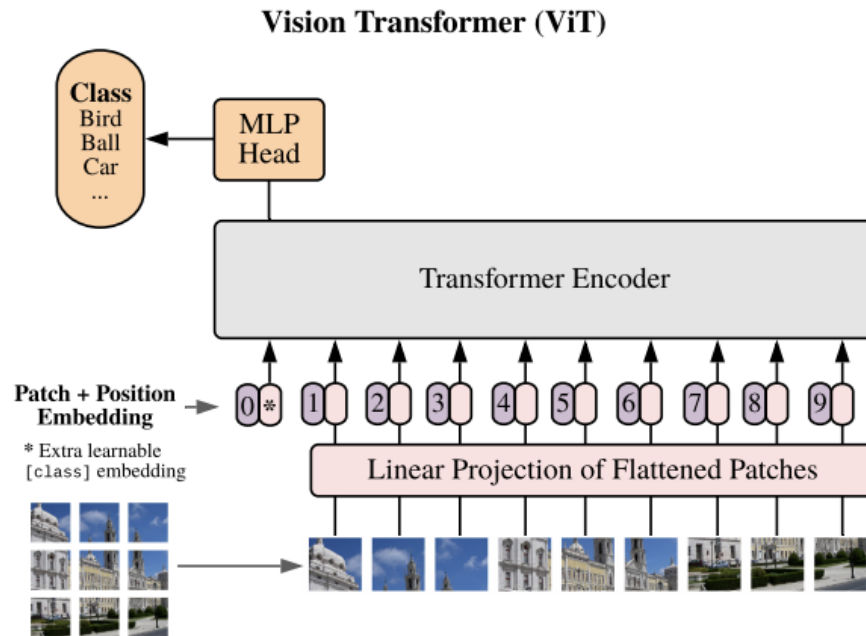 Vision Transformer (ViT)
Class
Bird
Ball
Car
...
MLP
Head
Transformer Encoder
Patch + Position
Embedding
0 * 1 2 3 4 5 6 7 8 9
* Extra learnable
[class] embedding
Linear Projection of Flattened Patches